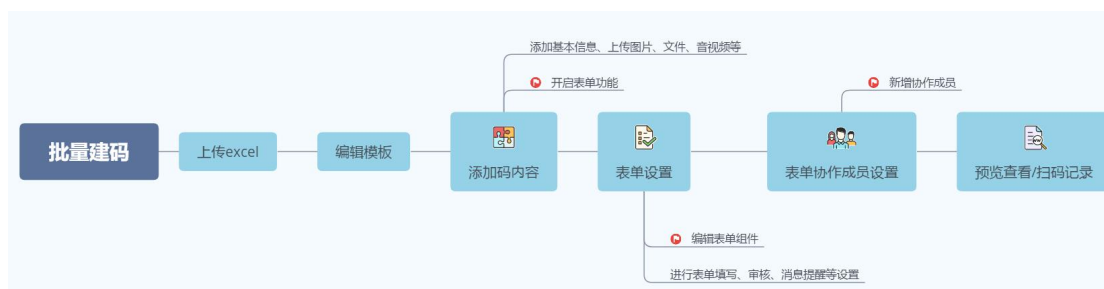 添加基本信息、上传图片、文件、音视频等
开启表单功能
新增协作成员
批量建码
上传excel
编辑模板
添加码内容
表单设置
表单协作成员设置
预览查看/扫码记录
编辑表单组件
进行表单填写、审核、消息提醒等设置